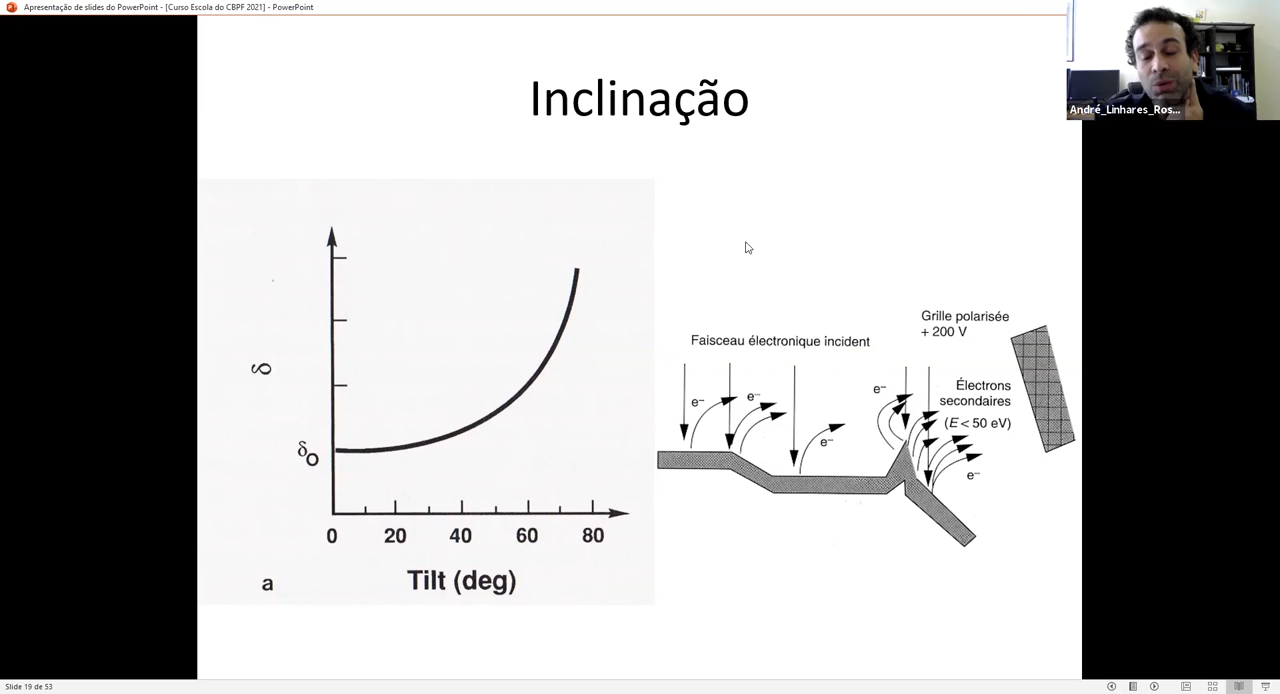 Apresentação de slides do PowerPoint - [Curso Escola do CBPF 2021] - PowerPoint
André_Linhares_Ros...
Inclinação
δ
δo
0 20 40 60 80
Tilt (deg)
a
Grille polarisée
+ 200 V
Faisceau électronique incident
Électrons
secondaires
(E < 50 eV)
e⁻
e⁻
e⁻
e⁻
e⁻
Slide 19 de 53